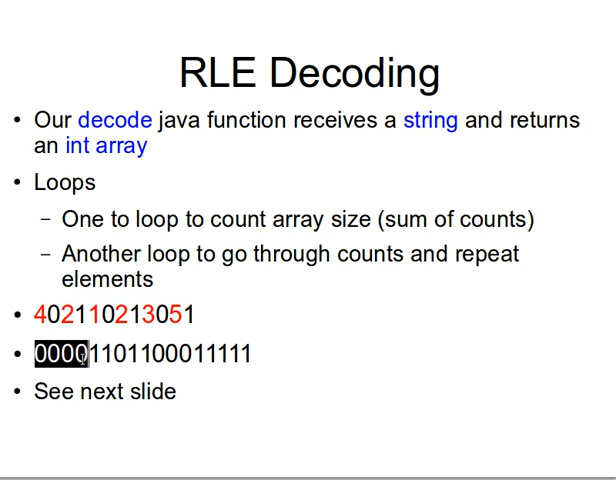 RLE Decoding
• Our decode java function receives a string and returns
an int array
• Loops
– One to loop to count array size (sum of counts)
– Another loop to go through counts and repeat
elements
• 402110213051
• 00001101100011111
• See next slide